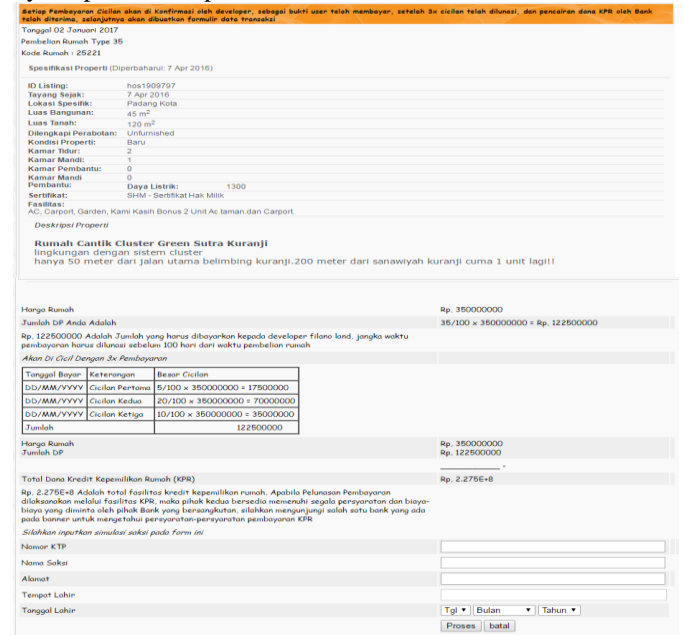 Setiap Pembayaran Cicilan akan di Konfirmasi oleh developer, sebagai bukti user telah membayar, setelah 3x cicilan telah dilunasi, dan pencairan dana KPR oleh Bank
telah diterima, selanjutnya akan dibuatkan formulir data transaksi
Tanggal 02 Januari 2017
Pembelian Rumah Type 35
Kode Rumah : 25221
Spesifikasi Properti (Diperbaharui: 7 Apr 2016)
ID Listing: hos1909797
Tayang Sejak: 7 Apr 2016
Lokasi Spesifik: Padang Kota
Luas Bangunan: 45 m²
Luas Tanah: 120 m²
Dilengkapi Perabotan: Unfurnished
Kondisi Properti: Baru
Kamar Tidur: 2
Kamar Mandi: 1
Kamar Pembantu: 0
Kamar Mandi 0
Pembantu: Daya Listrik: 1300
Sertifikat: SHM - Sertifikat Hak Milik
Fasilitas:
AC, Carport, Garden, Kami Kasih Bonus 2 Unit Ac.taman.dan Carport.
Deskripsi Properti
Rumah Cantik Cluster Green Sutra Kuranji
lingkungan dengan sistem cluster
hanya 50 meter dari jalan utama belimbing kuranji.200 meter dari sanawiyah kuranji cuma 1 unit lagi!!
Harga Rumah Rp. 350000000
Jumlah DP Anda Adalah 35/100 x 350000000 = Rp. 122500000
Rp. 122500000 Adalah Jumlah yang harus dibayarkan kepada developer filano land, jangka waktu
pembayaran harus dilunasi sebelum 100 hari dari waktu pembelian rumah
Akan Di Cicil Dengan 3x Pembayaran
Tanggal Bayar Keterangan Besar Cicilan
DD/MM/YYYY Cicilan Pertama 5/100 x 350000000 = 17500000
DD/MM/YYYY Cicilan Kedua 20/100 x 350000000 = 70000000
DD/MM/YYYY Cicilan Ketiga 10/100 x 350000000 = 35000000
Jumlah 122500000
Harga Rumah Rp. 350000000
Jumlah DP Rp. 122500000
-
Total Dana Kredit Kepemilikan Rumah (KPR) Rp. 2.275E+8
Rp. 2.275E+8 Adalah total fasilitas kredit kepemilikan rumah, Apabila Pelunasan Pembayaran
dilaksanakan melalui fasilitas KPR, maka pihak kedua bersedia memenuhi segala persyaratan dan biaya-
biaya yang diminta oleh pihak Bank yang bersangkutan, silahkan mengunjungi salah satu bank yang ada
pada banner untuk mengetahui persyaratan-persyaratan pembayaran KPR
Silahkan inputkan simulasi saksi pada form ini
Nomor KTP
Nama Saksi
Alamat
Tempat Lahir
Tanggal Lahir Tgl Bulan Tahun
Proses batal